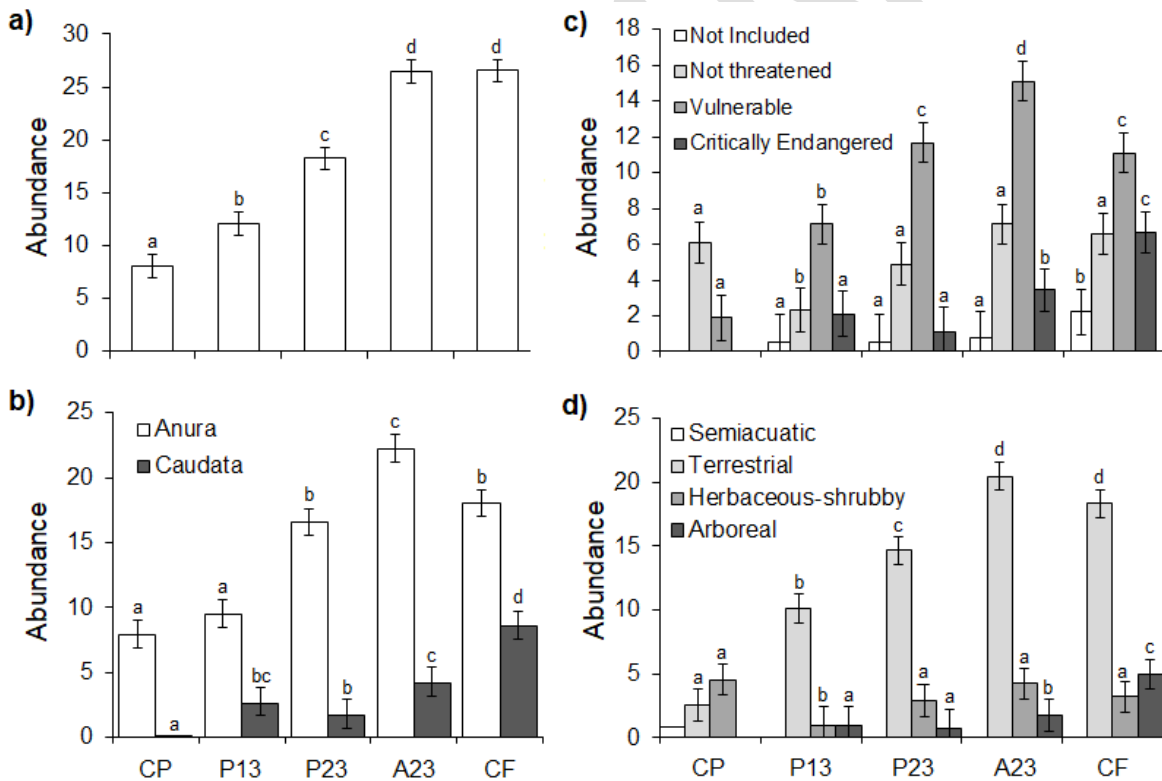 a)
Abundance
30
25
20
15
10
5
0
a
b
c
d
d
b)
Anura
Caudata
Abundance
25
20
15
10
5
0
a
a
a
bc
b
b
c
c
b
d
CP
P13
P23
A23
CF
c)
Not Included
Not threatened
Vulnerable
Critically Endangered
Abundance
18
16
14
12
10
8
6
4
2
0
a
a
a
b
b
a
a
a
c
a
a
a
d
b
b
a
c
c
d)
Semiacuatic
Terrestrial
Herbaceous-shrubby
Arboreal
Abundance
25
20
15
10
5
0
a
a
b
b
a
c
a
a
d
a
b
d
a
c
CP
P13
P23
A23
CF